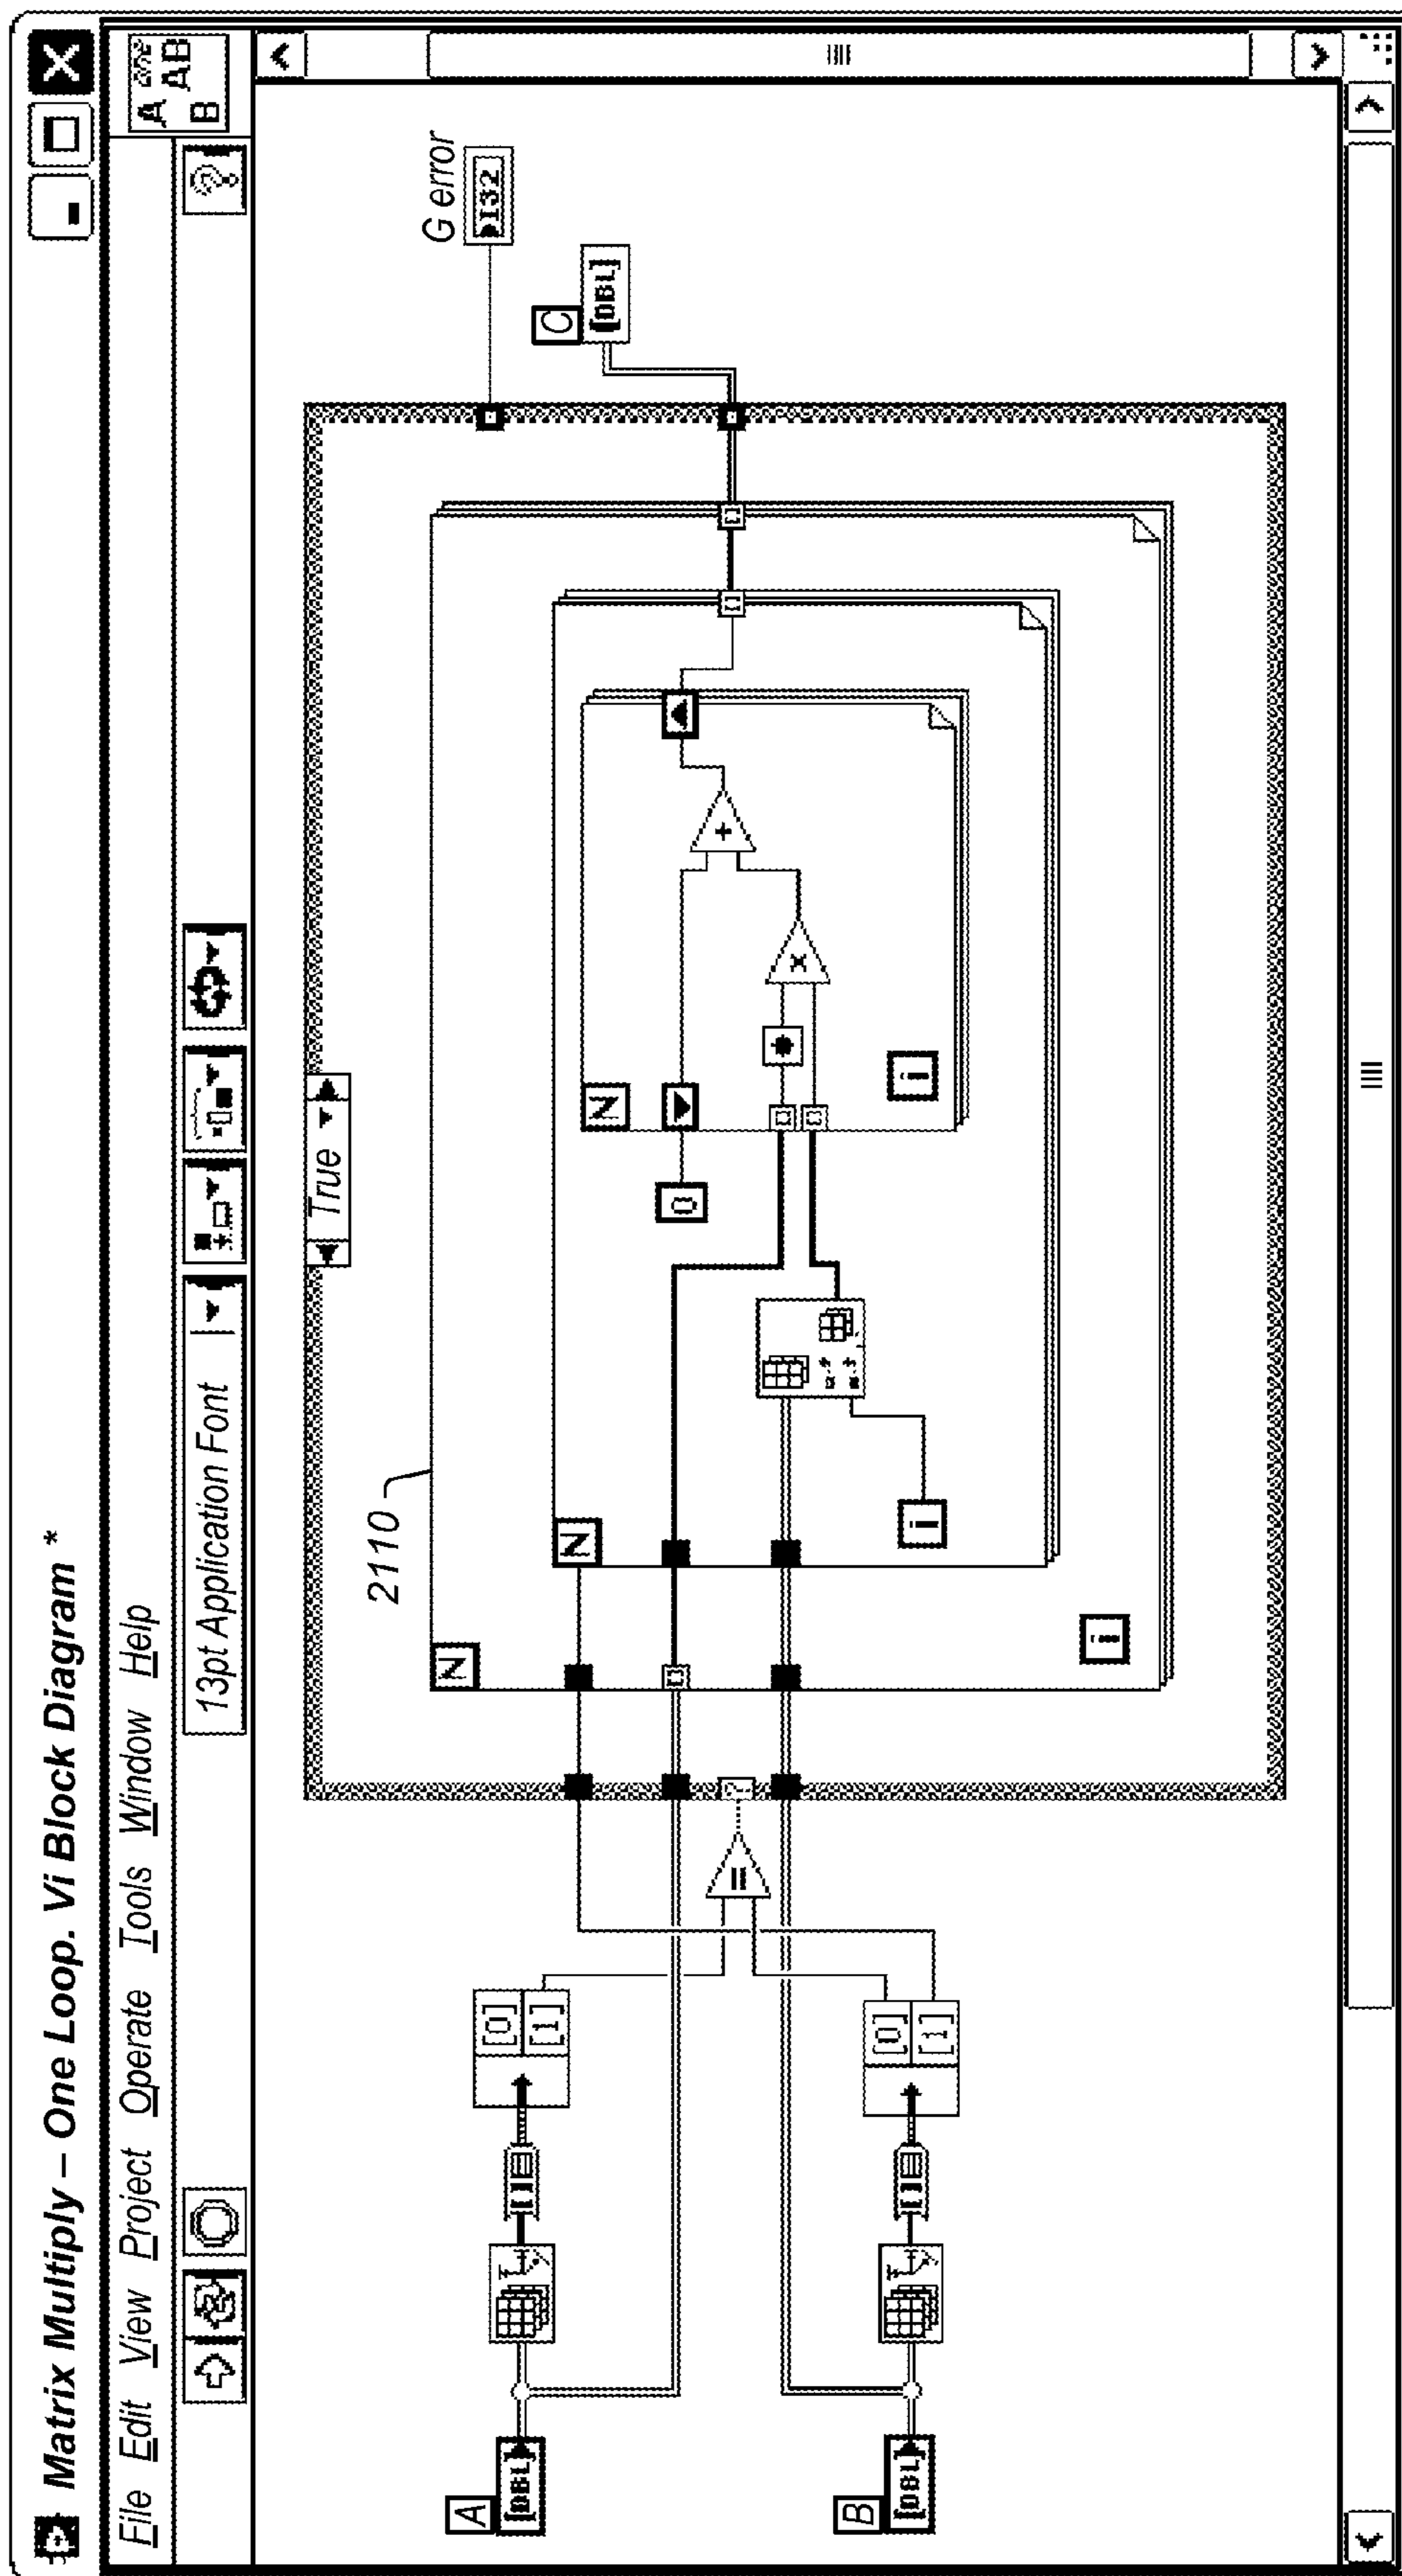 Matrix Multiply – One Loop. Vi Block Diagram *
File Edit View Project Operate Tools Window Help
13pt Application Font
A
B AB
2110
True
G error
I32
A
[DBL]
[0]
[1]
N
N
N
0
C
[DBL]
+
x
=
i
i
i
B
[DBL]
[0]
[1]